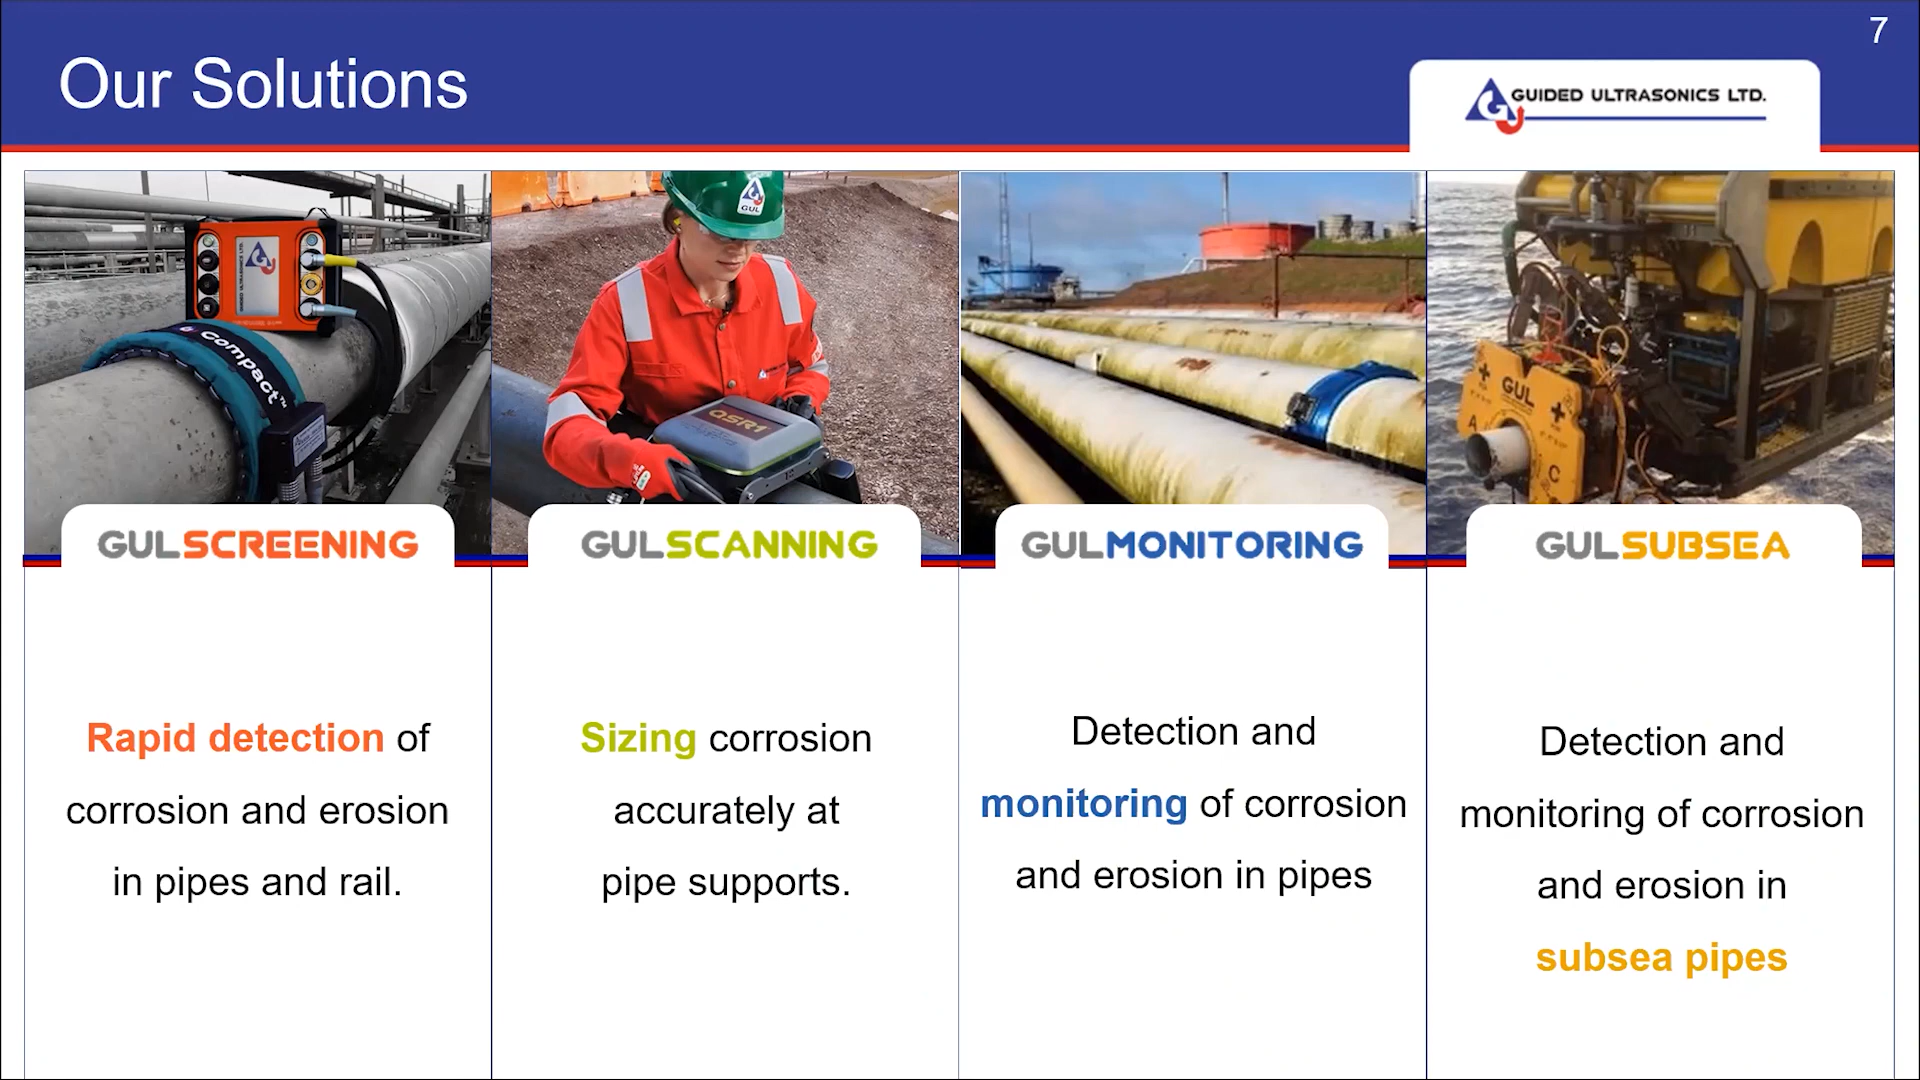 7
Our Solutions
GUIDED ULTRASONICS LTD.
Compact™
GUL
QSR1
GUL
A
C
GULSCREENING
GULSCANNING
GULMONITORING
GULSUBSEA
Rapid detection of
corrosion and erosion
in pipes and rail.
Sizing corrosion
accurately at
pipe supports.
Detection and
monitoring of corrosion
and erosion in pipes
Detection and
monitoring of corrosion
and erosion in
subsea pipes